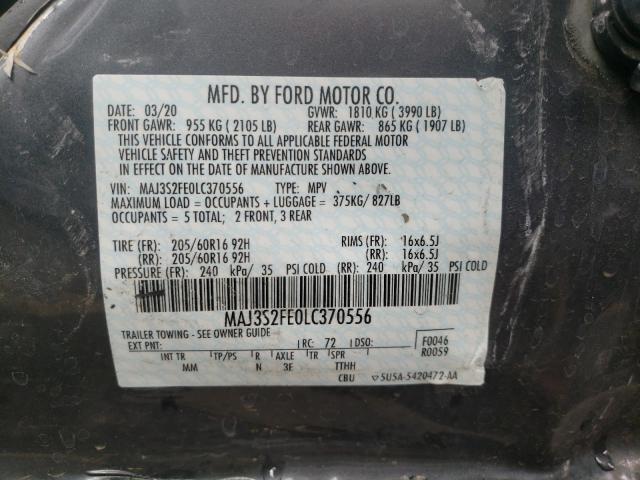 MFD. BY FORD MOTOR CO.
DATE: 03/20 GVWR: 1810 KG ( 3990 LB)
FRONT GAWR: 955 KG ( 2105 LB) REAR GAWR: 865 KG ( 1907 LB)
THIS VEHICLE CONFORMS TO ALL APPLICABLE FEDERAL MOTOR
VEHICLE SAFETY AND THEFT PREVENTION STANDARDS
IN EFFECT ON THE DATE OF MANUFACTURE SHOWN ABOVE.
VIN: MAJ3S2FE0LC370556 TYPE: MPV
MAXIMUM LOAD = OCCUPANTS + LUGGAGE = 375KG/ 827LB
OCCUPANTS = 5 TOTAL; 2 FRONT, 3 REAR
TIRE (FR): 205/60R16 92H RIMS (FR): 16x6.5J
(RR): 205/60R16 92H (RR): 16x6.5J
PRESSURE (FR): 240 kPa/ 35 PSI COLD (RR): 240 kPa/ 35 PSI COLD
MAJ3S2FE0LC370556
TRAILER TOWING - SEE OWNER GUIDE
EXT PNT: RC: 72 DSO: F0046
R0059
INT TR TP/PS R AXLE TR SPR
MM N 3F TTHH
CBU 5U5A-5420472-AA